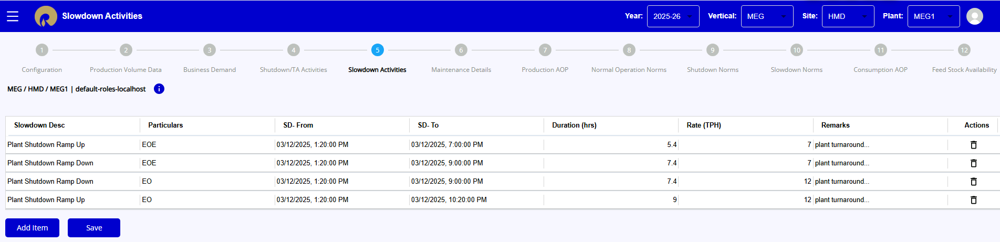 Slowdown Activities Year: 2025-26 Vertical: MEG Site: HMD Plant: MEG1
1 2 3 4 5 6 7 8 9 10 11 12
Configuration Production Volume Data Business Demand Shutdown/TA Activities Slowdown Activities Maintenance Details Production AOP Normal Operation Norms Shutdown Norms Slowdown Norms Consumption AOP Feed Stock Availability
MEG / HMD / MEG1 | default-roles-localhost i
Slowdown Desc Particulars SD- From SD- To Duration (hrs) Rate (TPH) Remarks Actions
Plant Shutdown Ramp Up EOE 03/12/2025, 1:20:00 PM 03/12/2025, 7:00:00 PM 5.4 7 plant turnaround...
Plant Shutdown Ramp Down EOE 03/12/2025, 1:20:00 PM 03/12/2025, 9:00:00 PM 7.4 7 plant turnaround...
Plant Shutdown Ramp Down EO 03/12/2025, 1:20:00 PM 03/12/2025, 9:00:00 PM 7.4 12 plant turnaround...
Plant Shutdown Ramp Up EO 03/12/2025, 1:20:00 PM 03/12/2025, 10:20:00 PM 9 12 plant turnaround...
Add Item Save